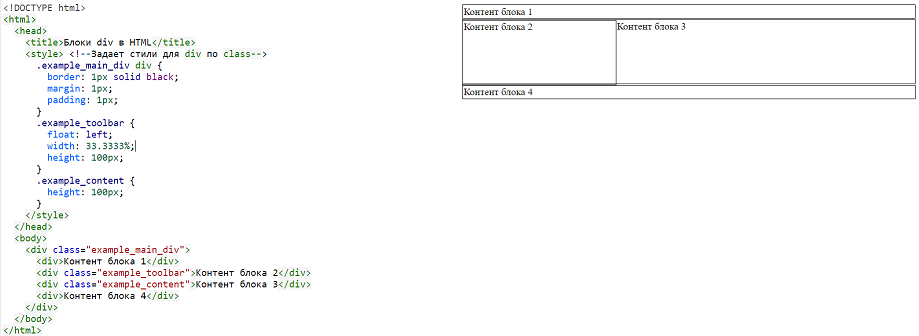 <!DOCTYPE html>
<html>
<head>
<title>Блоки div в HTML</title>
<style> <!--Задает стили для div по class-->
.example_main_div div {
border: 1px solid black;
margin: 1px;
padding: 1px;
}
.example_toolbar {
float: left;
width: 33.3333%;
height: 100px;
}
.example_content {
height: 100px;
}
</style>
</head>
<body>
<div class="example_main_div">
<div>Контент блока 1</div>
<div class="example_toolbar">Контент блока 2</div>
<div class="example_content">Контент блока 3</div>
<div>Контент блока 4</div>
</div>
</body>
</html>
Контент блока 1
Контент блока 2
Контент блока 3
Контент блока 4